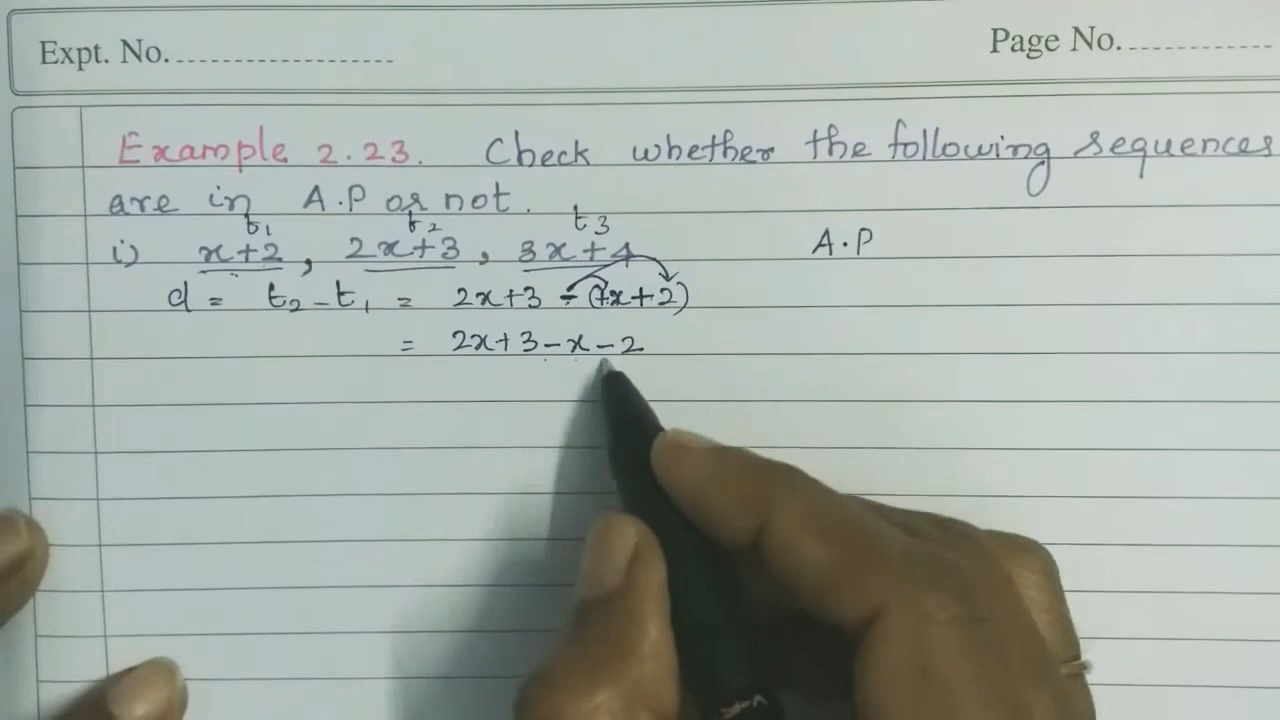 Expt. No. Page No.
Example 2.23. Check whether the following sequences
are in A.P or not.
t₁ t₂ t₃
i) x+2, 2x+3, 3x+4 A.P
d = t₂-t₁ = 2x+3 - (+x+2)
= 2x+3-x-2